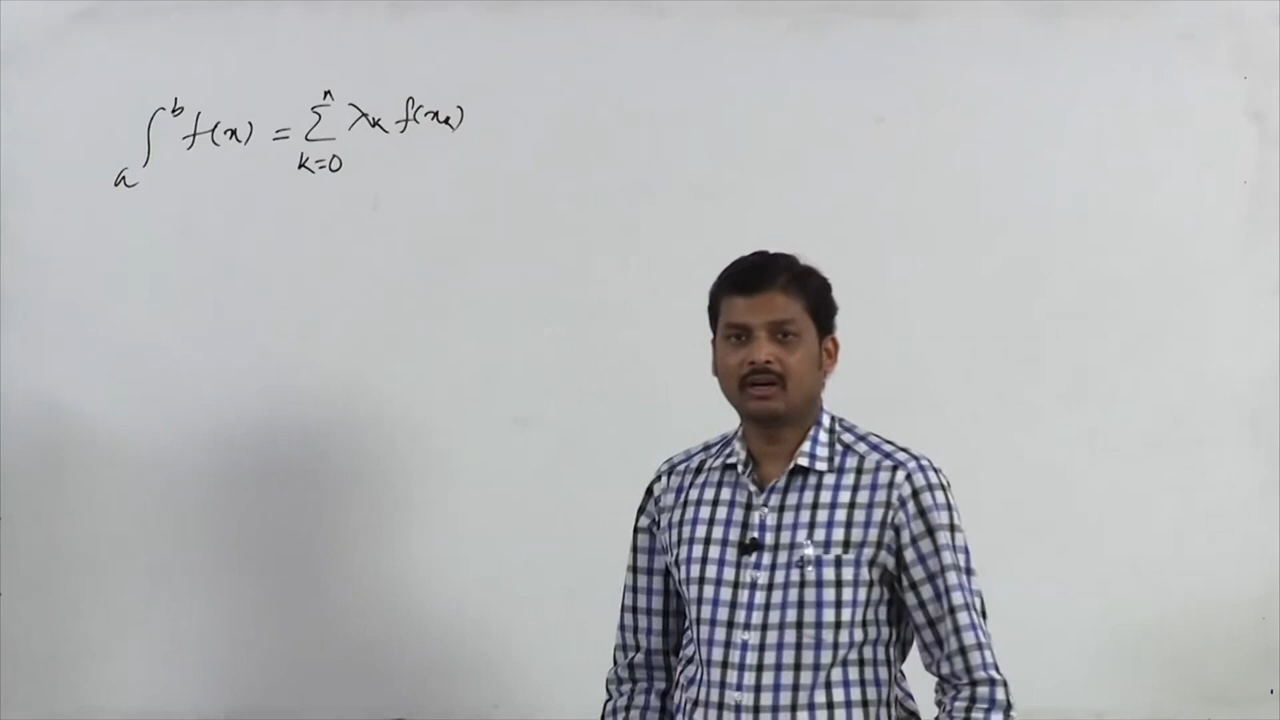 ∫_a^b f(x) = ∑_{k=0}^n λ_k f(x_k)